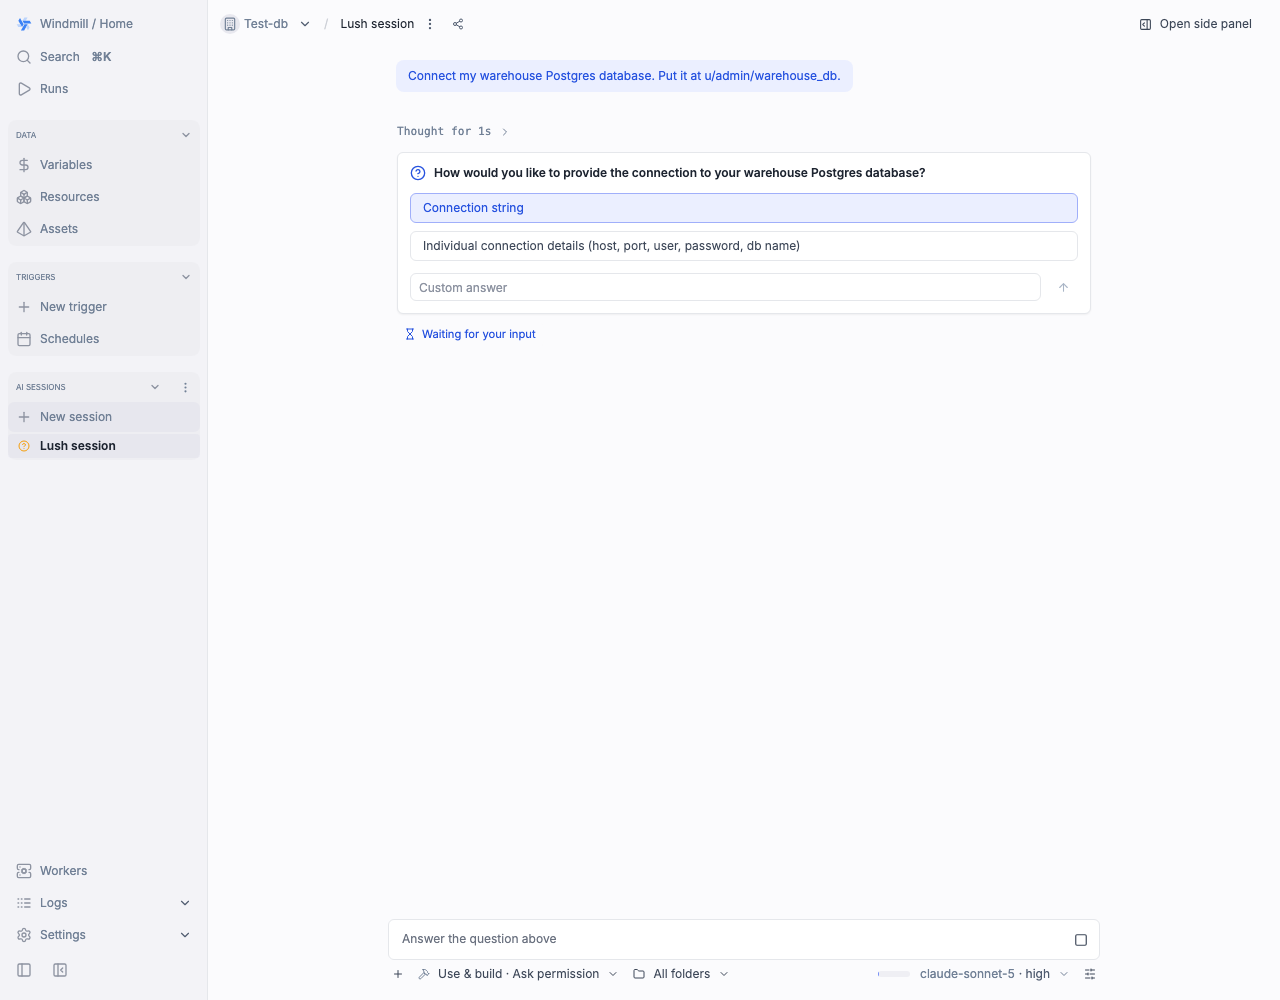 Windmill / Home
Search ⌘K
Runs
DATA
Variables
Resources
Assets
TRIGGERS
New trigger
Schedules
AI SESSIONS
New session
Lush session
Workers
Logs
Settings
Test-db / Lush session
Open side panel
Connect my warehouse Postgres database. Put it at u/admin/warehouse_db.
Thought for 1s
How would you like to provide the connection to your warehouse Postgres database?
Connection string
Individual connection details (host, port, user, password, db name)
Custom answer
Waiting for your input
Answer the question above
Use & build · Ask permission All folders claude-sonnet-5 · high